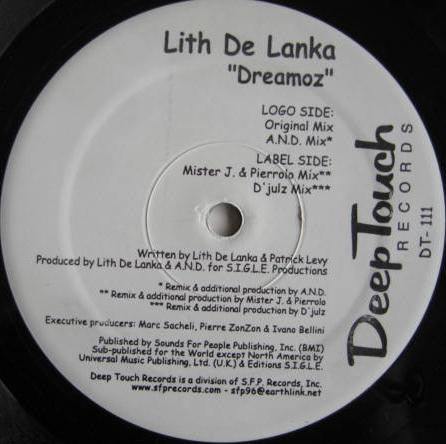 Lith De Lanka
"Dreamoz"
LOGO SIDE:
Original Mix
A.N.D. Mix*
LABEL SIDE:
Mister J. & Pierrolo Mix**
D'julz Mix***
Written by Lith De Lanka & Patrick Levy
Produced by Lith De Lanka & A.N.D. for S.I.G.L.E. Productions
* Remix & additional production by A.N.D.
** Remix & additional production by Mister J. & Pierrolo
*** Remix & additional production by D'julz
Executive producers: Marc Sacheli, Pierre ZonZon & Ivano Bellini
Published by Sounds For People Publishing, Inc. (BMI)
Sub-published for the World except North America by
Universal Music Publishing, Ltd. (U.K.) & Editions S.I.G.L.E.
Deep Touch Records is a division of S.F.P. Records, Inc.
www.sfprecords.com - sfp96@earthlink.net
Deep Touch
RECORDS
DT- 111